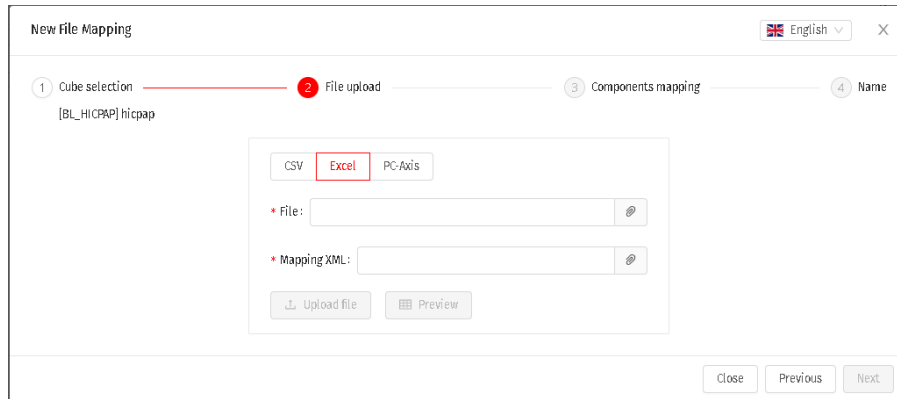 New File Mapping
English
1 Cube selection
2 File upload
3 Components mapping
4 Name
[BL_HICPAP] hicpap
CSV
Excel
PC-Axis
* File:
* Mapping XML:
Upload file
Preview
Close
Previous
Next